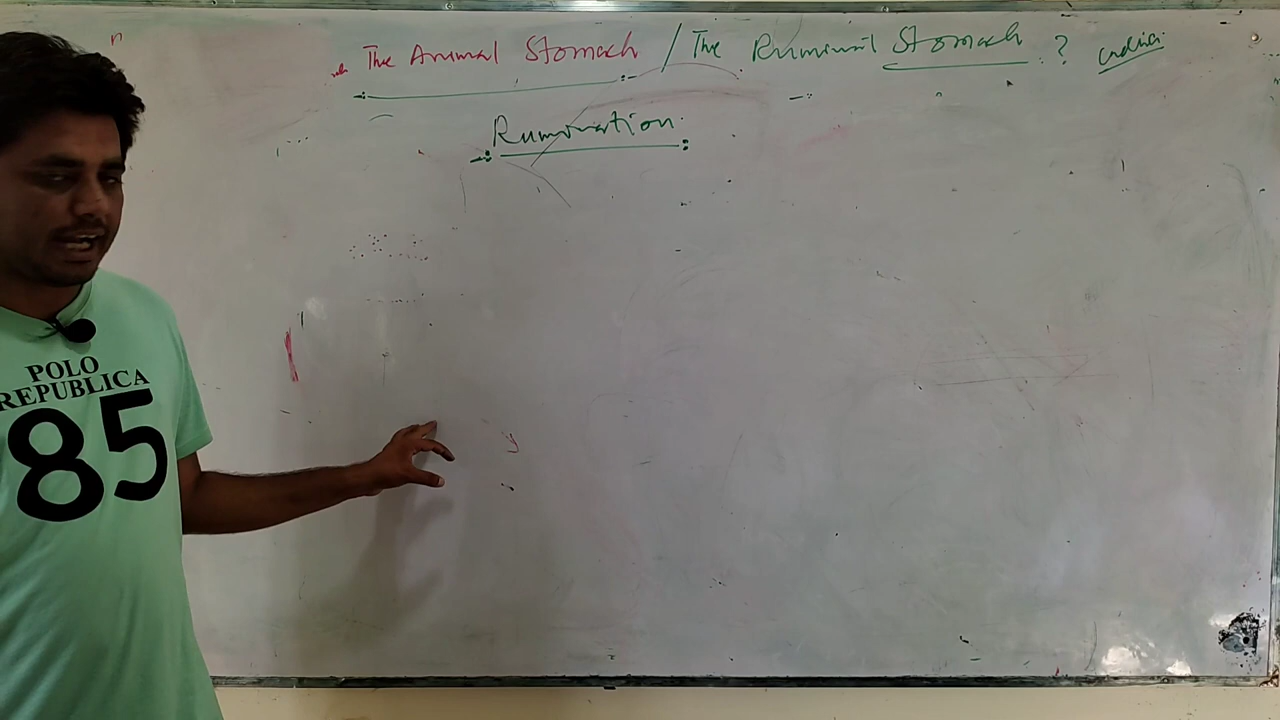 The Animal Stomach / The Ruminant Stomach ?
Rumination
POLO
REPUBLICA
85